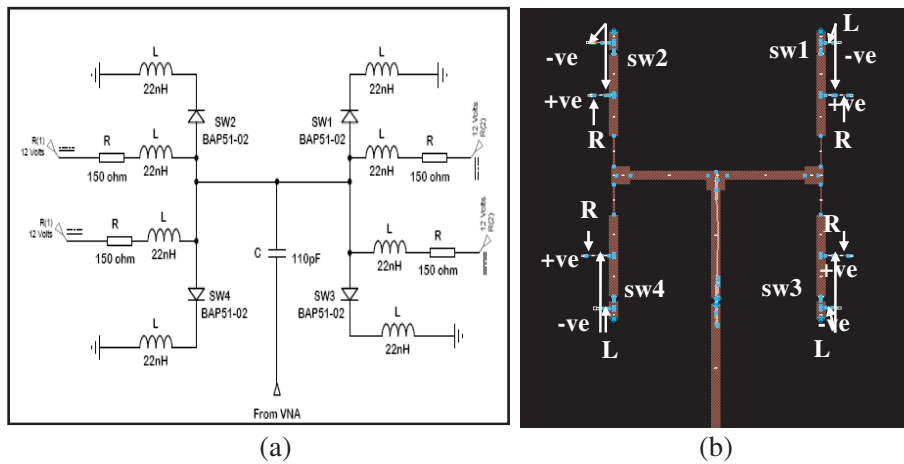 L
22nH
L
22nH
SW2
BAP51-02
SW1
BAP51-02
R(1)
12 Volts
R
150 ohm
L
22nH
L
22nH
R
150 ohm
12 Volts
R(2)
R(1)
12 Volts
R
150 ohm
L
22nH
C
110pF
L
22nH
R
150 ohm
12 Volts
R(2)
SW4
BAP51-02
SW3
BAP51-02
L
22nH
L
22nH
From VNA
(a)
L
-ve
sw2
sw1
-ve
+ve
+ve
R
R
R
R
+ve
+ve
sw4
sw3
-ve
-ve
L
L
(b)